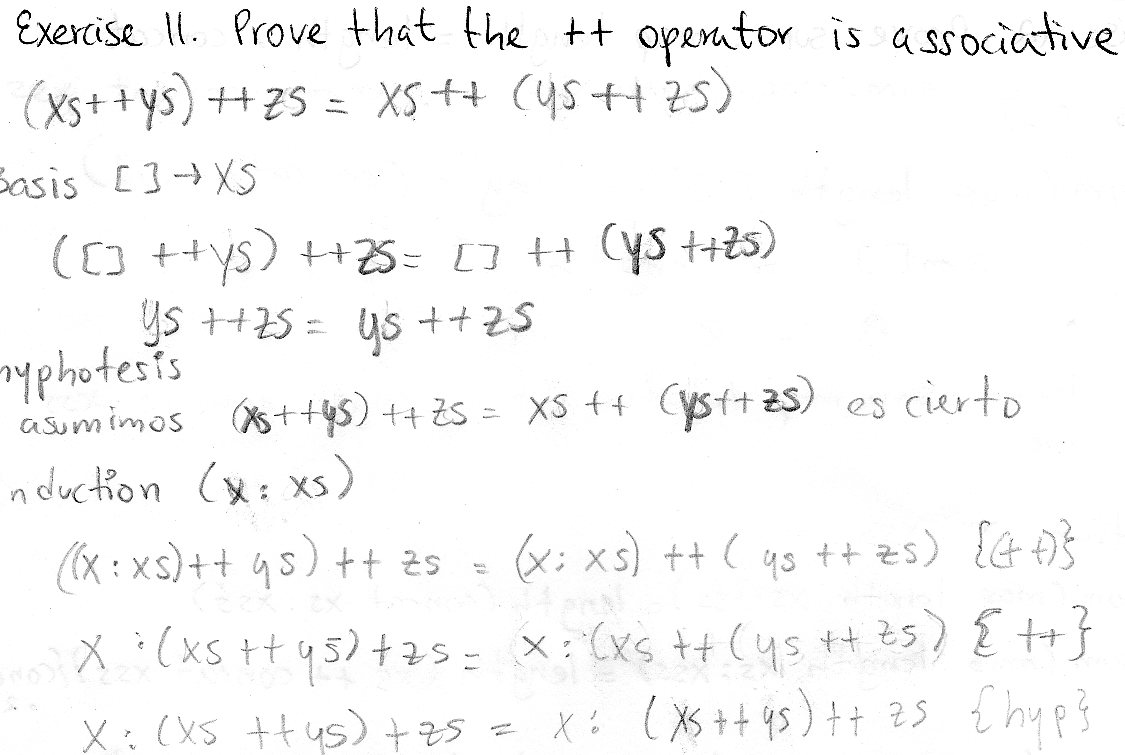 Exercise 11. Prove that the ++ operator is associative
(xs++ys) ++zs = xs ++ (ys ++ zs)
Basis [] → xs
([] ++ys) ++zs = [] ++ (ys ++zs)
ys ++zs = ys ++ zs
hyphotesis
asumimos (xs++ys) ++ zs = xs ++ (ys++ zs) es cierto
nduction (x: xs)
((x:xs)++ ys) ++ zs = (x: xs) ++ ( ys ++ zs) {(++)}
x :(xs ++ ys)+zs = x:(xs ++ (ys ++ zs) {++}
x: (xs ++ys) +zs = x: (xs++ys)++ zs {hyp}